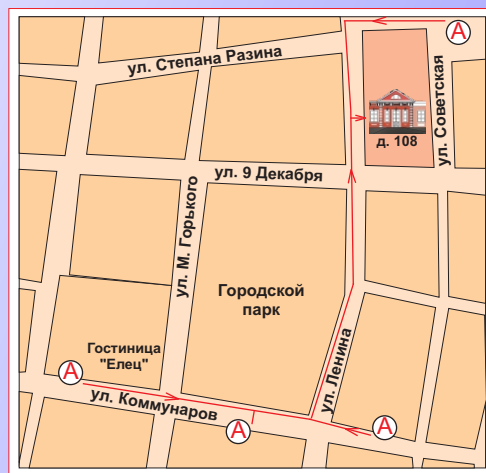 А
ул. Степана Разина
ул. Советская
д. 108
ул. 9 Декабря
ул. М. Горького
Городской
парк
Гостиница
"Елец"
ул. Ленина
А
ул. Коммунаров
А
А